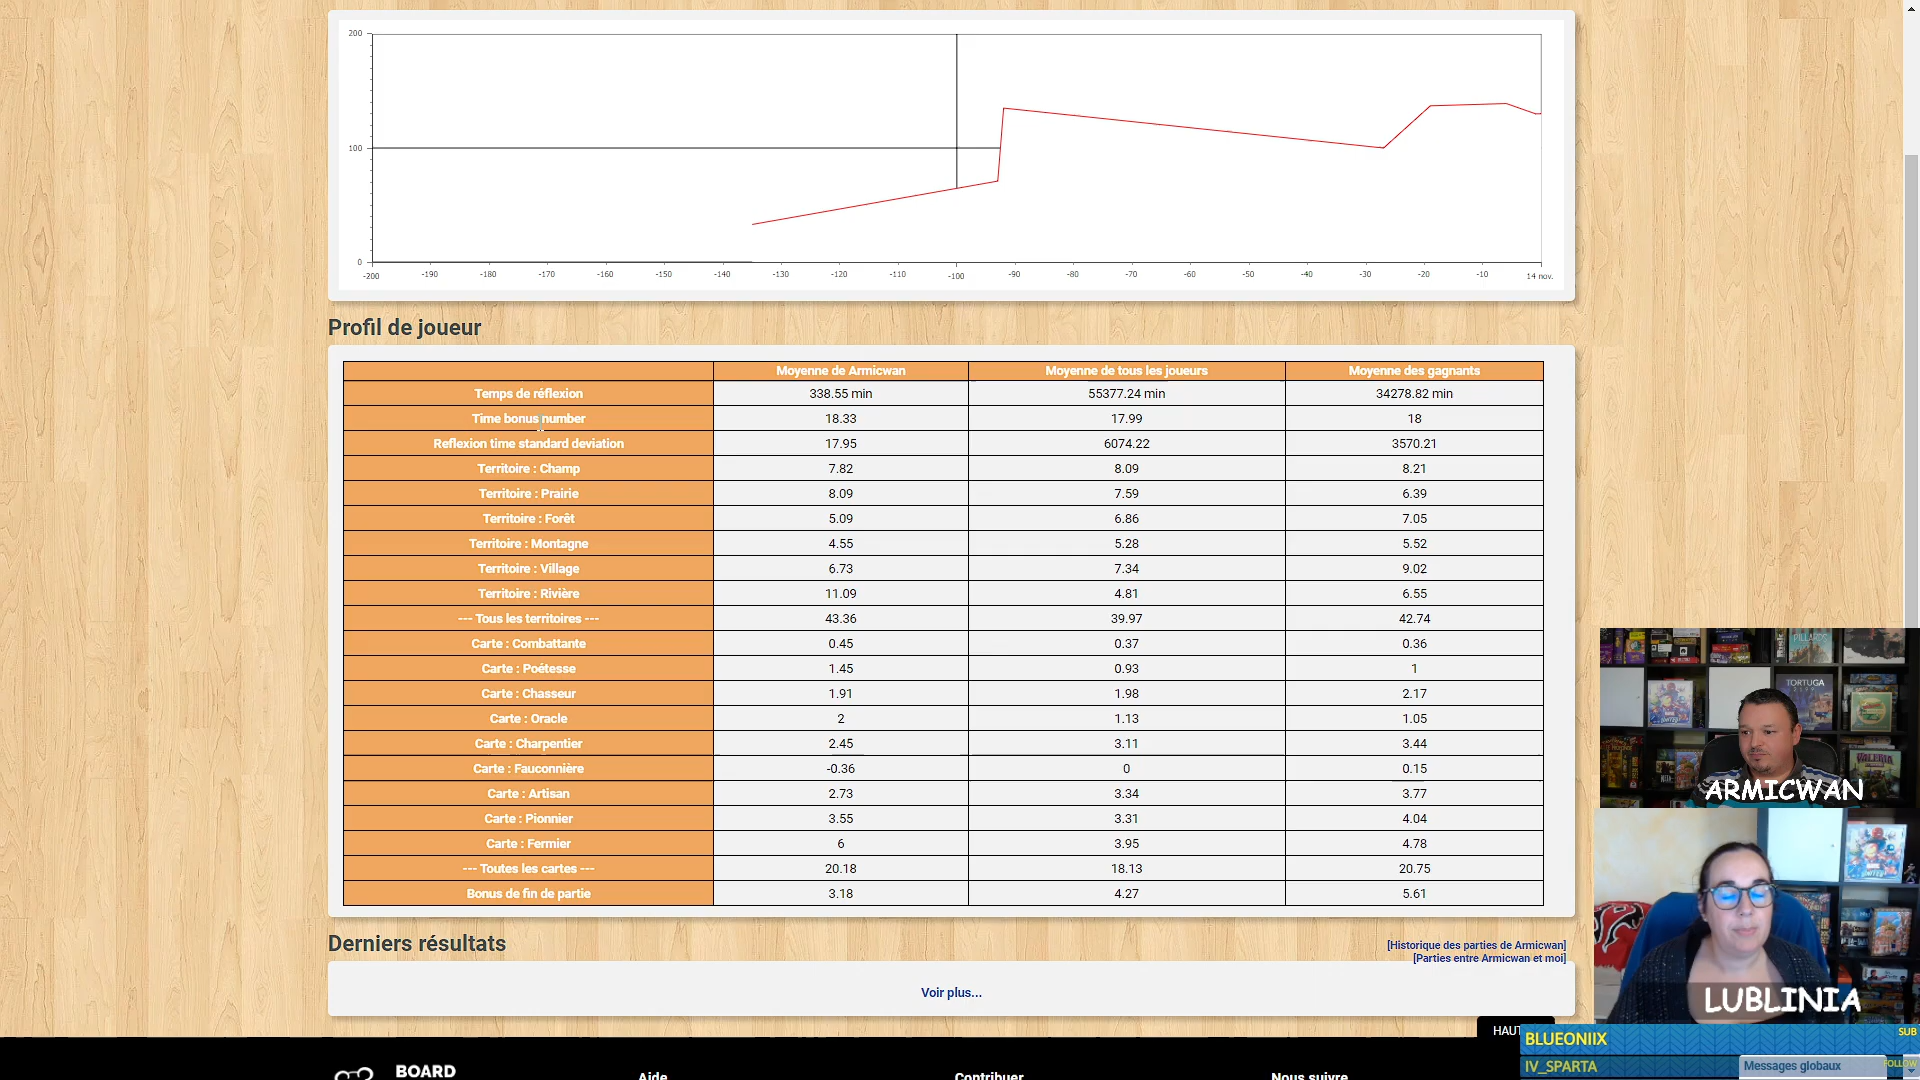 200
100
0
-200 -190 -180 -170 -160 -150 -140 -130 -120 -110 -100 -90 -80 -70 -60 -50 -40 -30 -20 -10 14 nov.
Profil de joueur
Moyenne de Armicwan Moyenne de tous les joueurs Moyenne des gagnants
Temps de réflexion 338.55 min 55377.24 min 34278.82 min
Time bonus number 18.33 17.99 18
Reflexion time standard deviation 17.95 6074.22 3570.21
Territoire : Champ 7.82 8.09 8.21
Territoire : Prairie 8.09 7.59 6.39
Territoire : Forêt 5.09 6.86 7.05
Territoire : Montagne 4.55 5.28 5.52
Territoire : Village 6.73 7.34 9.02
Territoire : Rivière 11.09 4.81 6.55
--- Tous les territoires --- 43.36 39.97 42.74
Carte : Combattante 0.45 0.37 0.36
Carte : Poétesse 1.45 0.93 1
Carte : Chasseur 1.91 1.98 2.17
Carte : Oracle 2 1.13 1.05
Carte : Charpentier 2.45 3.11 3.44
Carte : Fauconnière -0.36 0 0.15
Carte : Artisan 2.73 3.34 3.77
Carte : Pionnier 3.55 3.31 4.04
Carte : Fermier 6 3.95 4.78
--- Toutes les cartes --- 20.18 18.13 20.75
Bonus de fin de partie 3.18 4.27 5.61
Derniers résultats
[Historique des parties de Armicwan]
[Parties entre Armicwan et moi]
Voir plus...
HAUT
BOARD
Aide
Contribuer
Nous suivre
PILLARDS
TORTUGA
VALERIA
ARMICWAN
UNITED
LUBLINIA
BLUEONIIX SUB
IV_SPARTA FOLLOW
Messages globaux